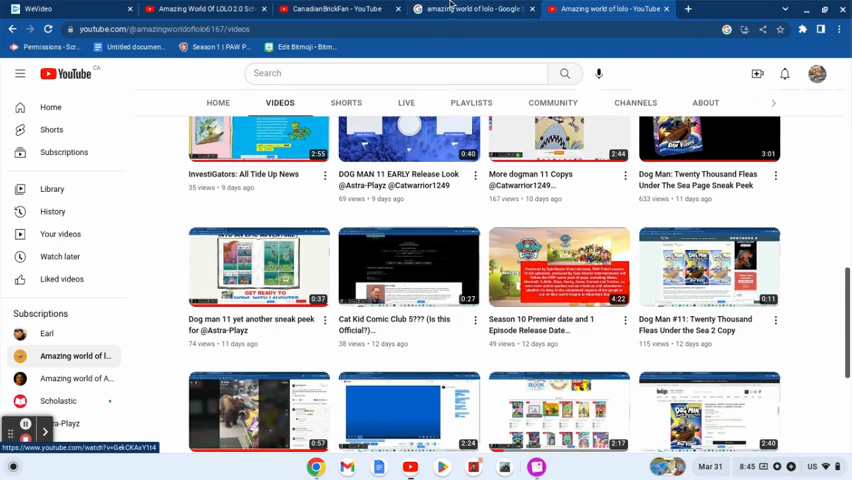 WeVideo
Amazing World Of LOLO2.0 Sch
CanadianBrickFan - YouTube
amazing world of lolo - Google S
Amazing world of lolo - YouTube
youtube.com/@amazingworldoflolo6167/videos
Permissions - Scr...
Untitled documen...
Season 1 | PAW P...
Edit Bitmoji - Bitm...
YouTube CA
Search
Home
Shorts
Subscriptions
Library
History
Your videos
Watch later
Liked videos
Subscriptions
Earl
Amazing world of l...
Amazing world of A...
Scholastic
ra-Playz
https://www.youtube.com/watch?v=GekCKAxY1t4
HOME
VIDEOS
SHORTS
LIVE
PLAYLISTS
COMMUNITY
CHANNELS
ABOUT
2:55
InvestiGators: All Tide Up News
35 views • 9 days ago
0:40
DOG MAN 11 EARLY Release Look
@Astra-Playz @Catwarrior1249
69 views • 9 days ago
2:44
More dogman 11 Copys
@Catwarrior1249...
167 views • 10 days ago
3:01
Dog Man: Twenty Thousand Fleas
Under The Sea Page Sneak Peek
633 views • 11 days ago
INTO AN EPIC ADVENTURE!
0:37
Dog man 11 yet another sneak peek
for @Astra-Playz
74 views • 11 days ago
0:27
Cat Kid Comic Club 5??? (Is this
Official?)...
38 views • 12 days ago
4:22
Season 10 Premier date and 1
Episode Release Date...
49 views • 12 days ago
0:11
Dog Man #11: Twenty Thousand
Fleas Under the Sea 2 Copy
115 views • 12 days ago
0:57
2:24
2:17
2:40
Mar 31
8:45
US